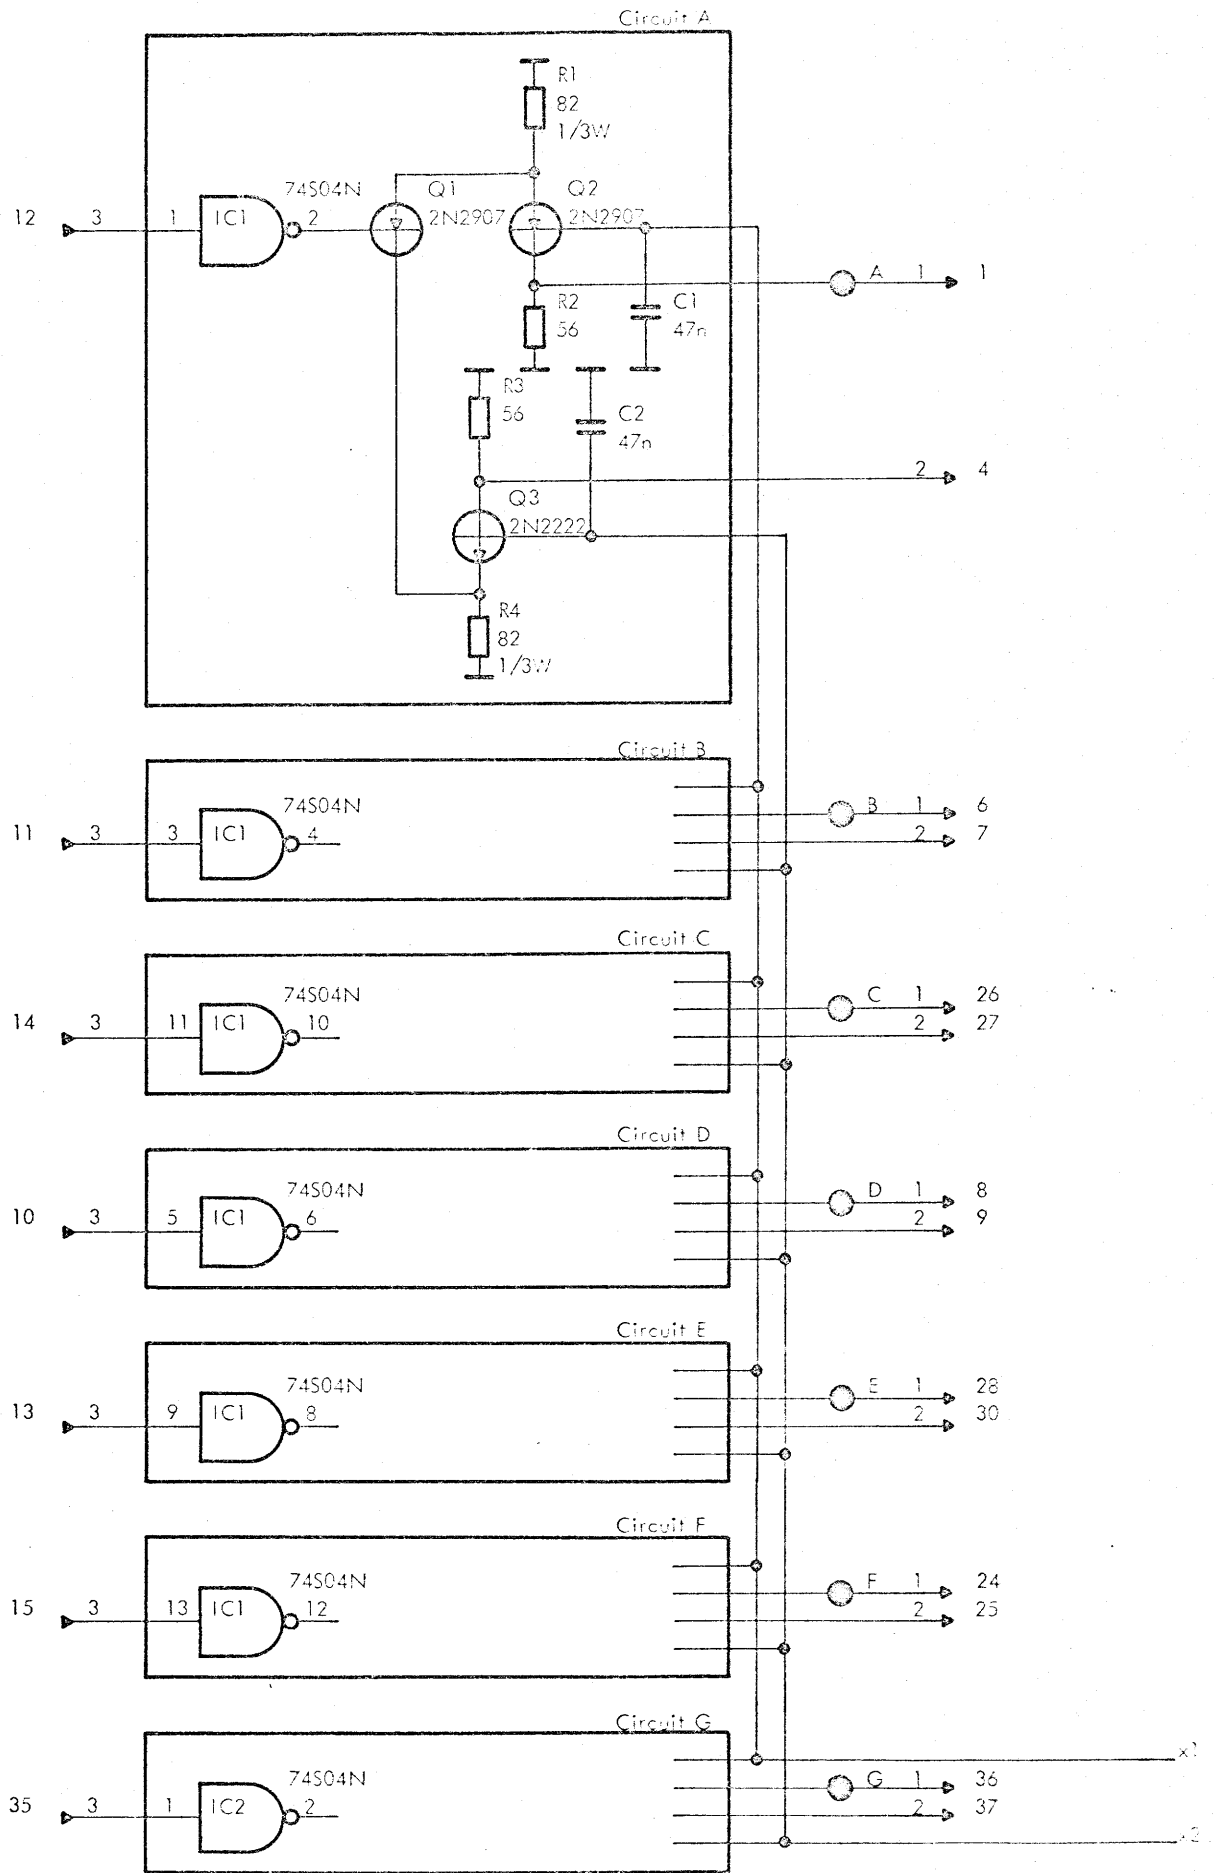 Circuit A
R1
82
1/3W
74S04N
Q1
Q2
12
3
1
IC1
2
2N2907
2N2907
A
1
1
R2
56
C1
47n
R3
56
C2
47n
2
4
Q3
2N2222
R4
82
1/3W
Circuit B
74S04N
B
1
6
11
3
3
IC1
4
2
7
Circuit C
74S04N
C
1
26
14
3
11
IC1
10
2
27
Circuit D
74S04N
D
1
8
10
3
5
IC1
6
2
9
Circuit E
74S04N
E
1
28
13
3
9
IC1
8
2
30
Circuit F
74S04N
F
1
24
15
3
13
IC1
12
2
25
Circuit G
x1
74S04N
G
1
36
35
3
1
IC2
2
2
37
x2